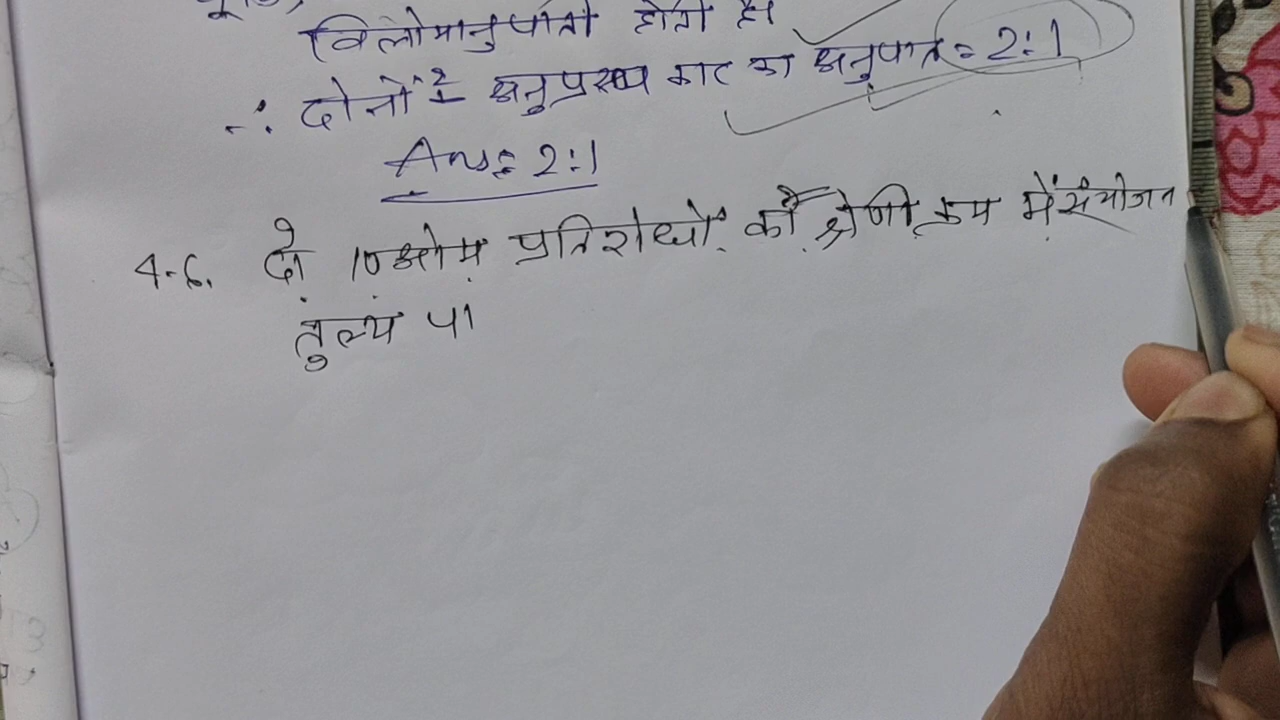 विलोमानुपाती होती है।
∴ दोनों के अनुप्रस्थ काट का अनुपात = 2:1
Ans = 2:1
4-6. दो 10 ओम प्रतिरोधों को श्रेणी क्रम में संयोजन
तुल्य पा